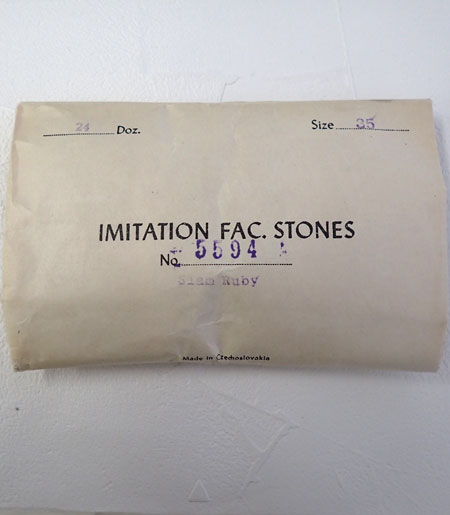 24 Doz. Size 35
IMITATION FAC. STONES
No 5594
Siam Ruby
Made in Czechoslovakia